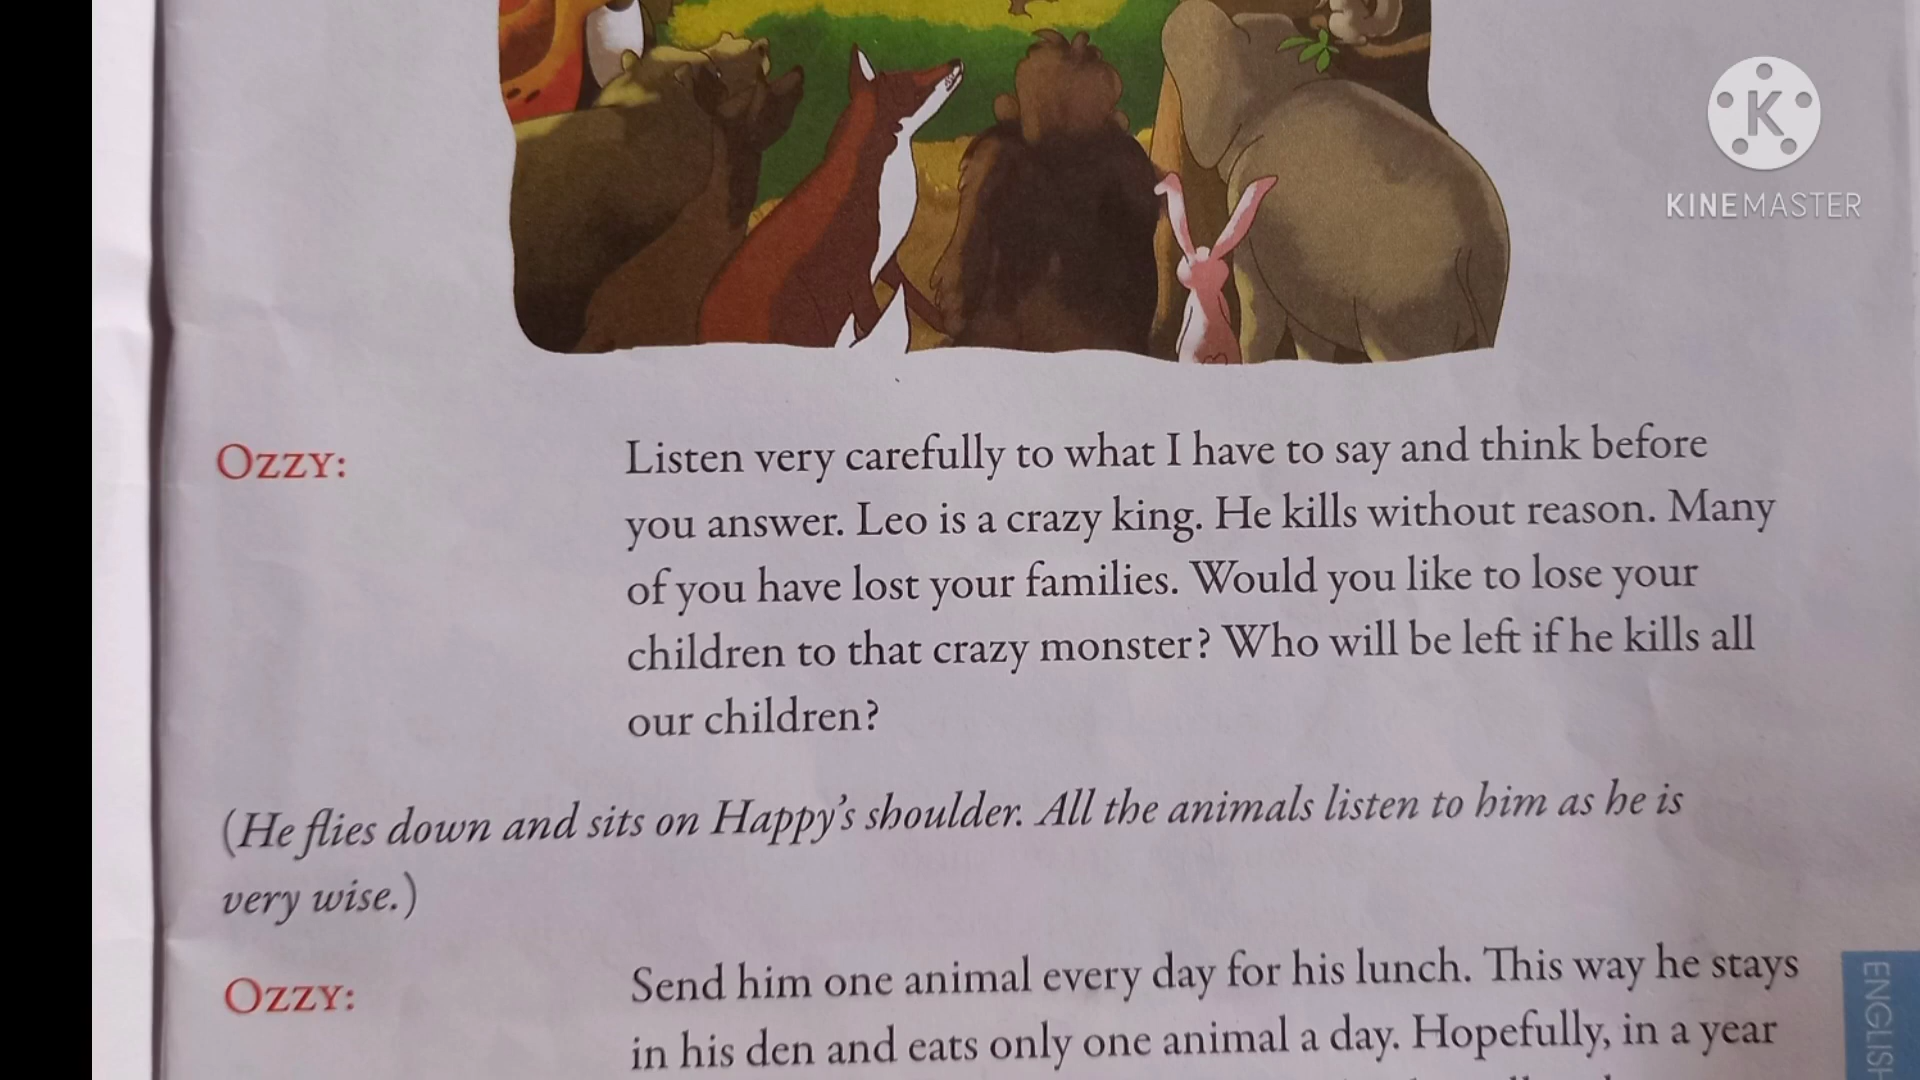 KINEMASTER
OZZY: Listen very carefully to what I have to say and think before
you answer. Leo is a crazy king. He kills without reason. Many
of you have lost your families. Would you like to lose your
children to that crazy monster? Who will be left if he kills all
our children?
(He flies down and sits on Happy's shoulder. All the animals listen to him as he is
very wise.)
OZZY: Send him one animal every day for his lunch. This way he stays
in his den and eats only one animal a day. Hopefully, in a year
ENGLISH